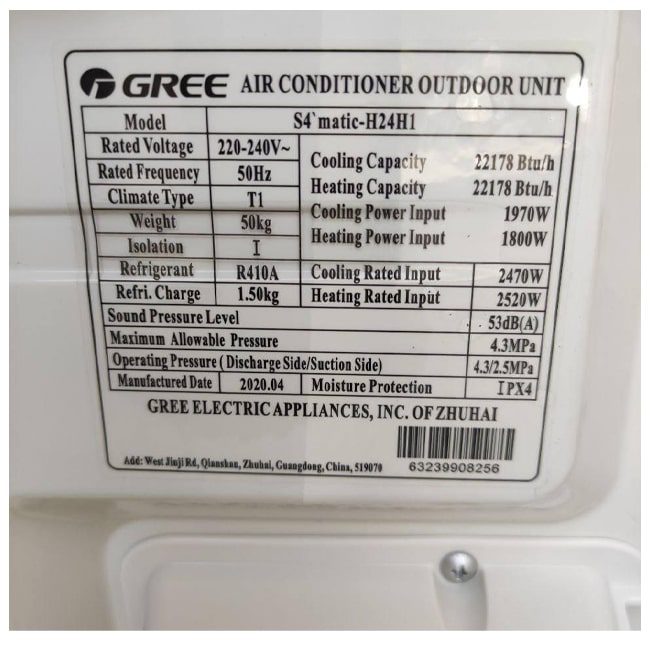 GREE AIR CONDITIONER OUTDOOR UNIT
Model S4`matic-H24H1
Rated Voltage 220-240V~
Rated Frequency 50Hz
Climate Type T1
Weight 50kg
Isolation I
Refrigerant R410A
Refri. Charge 1.50kg
Cooling Capacity 22178 Btu/h
Heating Capacity 22178 Btu/h
Cooling Power Input 1970W
Heating Power Input 1800W
Cooling Rated Input 2470W
Heating Rated Input 2520W
Sound Pressure Level 53dB(A)
Maximum Allowable Pressure 4.3MPa
Operating Pressure (Discharge Side/Suction Side) 4.3/2.5MPa
Manufactured Date 2020.04 Moisture Protection IPX4
GREE ELECTRIC APPLIANCES, INC. OF ZHUHAI
Add: West Jinji Rd, Qianshan, Zhuhai, Guangdong, China, 519070
63239908256